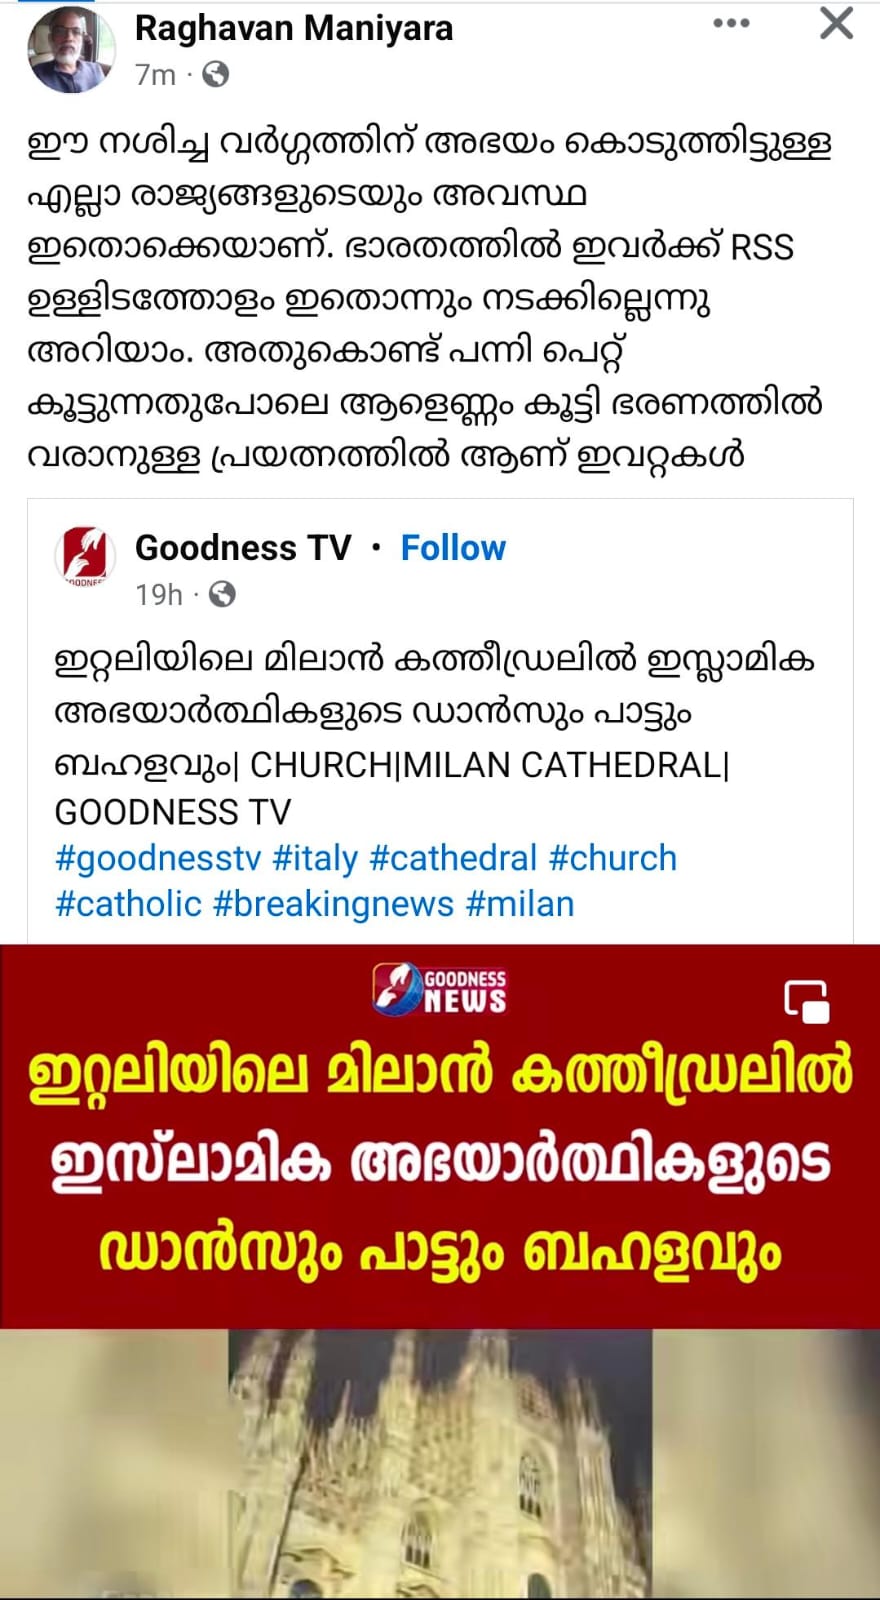 Raghavan Maniyara
7m ·
ഈ നശിച്ച വർഗ്ഗത്തിന് അഭയം കൊടുത്തിട്ടുള്ള
എല്ലാ രാജ്യങ്ങളുടെയും അവസ്ഥ
ഇതൊക്കെയാണ്. ഭാരതത്തിൽ ഇവർക്ക് RSS
ഉള്ളിടത്തോളം ഇതൊന്നും നടക്കില്ലെന്നു
അറിയാം. അതുകൊണ്ട് പന്നി പെറ്റ്
കൂട്ടുന്നതുപോലെ ആളെണ്ണം കൂട്ടി ഭരണത്തിൽ
വരാനുള്ള പ്രയത്നത്തിൽ ആണ് ഇവറ്റകൾ
Goodness TV • Follow
GOODNESS
19h ·
ഇറ്റലിയിലെ മിലാൻ കത്തീഡ്രലിൽ ഇസ്ലാമിക
അഭയാർത്ഥികളുടെ ഡാൻസും പാട്ടും
ബഹളവും| CHURCH|MILAN CATHEDRAL|
GOODNESS TV
#goodnesstv #italy #cathedral #church
#catholic #breakingnews #milan
GOODNESS
NEWS
ഇറ്റലിയിലെ മിലാൻ കത്തീഡ്രലിൽ
ഇസ്‌ലാമിക അഭയാർത്ഥികളുടെ
ഡാൻസും പാട്ടും ബഹളവും